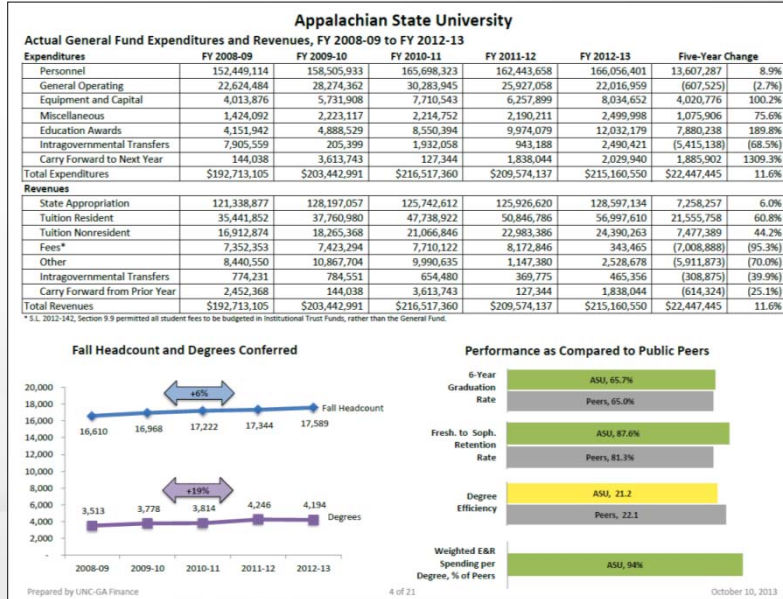 Appalachian State University
Actual General Fund Expenditures and Revenues, FY 2008-09 to FY 2012-13
Expenditures FY 2008-09 FY 2009-10 FY 2010-11 FY 2011-12 FY 2012-13 Five-Year Change
Personnel 152,449,114 158,505,933 165,698,323 162,443,658 166,056,401 13,607,287 8.9%
General Operating 22,624,484 28,274,362 30,283,945 25,927,058 22,016,959 (607,525) (2.7%)
Equipment and Capital 4,013,876 5,731,908 7,710,543 6,257,899 8,034,652 4,020,776 100.2%
Miscellaneous 1,424,092 2,223,117 2,214,752 2,190,211 2,499,998 1,075,906 75.6%
Education Awards 4,151,942 4,888,529 8,550,394 9,974,079 12,032,179 7,880,238 189.8%
Intragovernmental Transfers 7,905,559 205,399 1,932,058 943,188 2,490,421 (5,415,138) (68.5%)
Carry Forward to Next Year 144,038 3,613,743 127,344 1,838,044 2,029,940 1,885,902 1309.3%
Total Expenditures $192,713,105 $203,442,991 $216,517,360 $209,574,137 $215,160,550 $22,447,445 11.6%
Revenues
State Appropriation 121,338,877 128,197,057 125,742,612 125,926,620 128,597,134 7,258,257 6.0%
Tuition Resident 35,441,852 37,760,980 47,738,922 50,846,786 56,997,610 21,555,758 60.8%
Tuition Nonresident 16,912,874 18,265,368 21,066,846 22,983,386 24,390,263 7,477,389 44.2%
Fees* 7,352,353 7,423,294 7,710,122 8,172,846 343,465 (7,008,888) (95.3%)
Other 8,440,550 10,867,704 9,990,635 1,147,380 2,528,678 (5,911,873) (70.0%)
Intragovernmental Transfers 774,231 784,551 654,480 369,775 465,356 (308,875) (39.9%)
Carry Forward from Prior Year 2,452,368 144,038 3,613,743 127,344 1,838,044 (614,324) (25.1%)
Total Revenues $192,713,105 $203,442,991 $216,517,360 $209,574,137 $215,160,550 $22,447,445 11.6%
* S.L. 2012-142, Section 9.9 permitted all student fees to be budgeted in Institutional Trust Funds, rather than the General Fund.
Fall Headcount and Degrees Conferred
20,000
18,000
16,000
14,000
12,000
10,000
8,000
6,000
4,000
2,000
-
+6%
Fall Headcount
16,610 16,968 17,222 17,344 17,589
+19%
3,513 3,778 3,814 4,246 4,194
Degrees
2008-09 2009-10 2010-11 2011-12 2012-13
Performance as Compared to Public Peers
6-Year
Graduation
Rate
ASU, 65.7%
Peers, 65.0%
Fresh. to Soph.
Retention
Rate
ASU, 87.6%
Peers, 81.3%
Degree
Efficiency
ASU, 21.2
Peers, 22.1
Weighted E&R
Spending per
Degree, % of Peers
ASU, 94%
Prepared by UNC-GA Finance
4 of 21
October 10, 2013